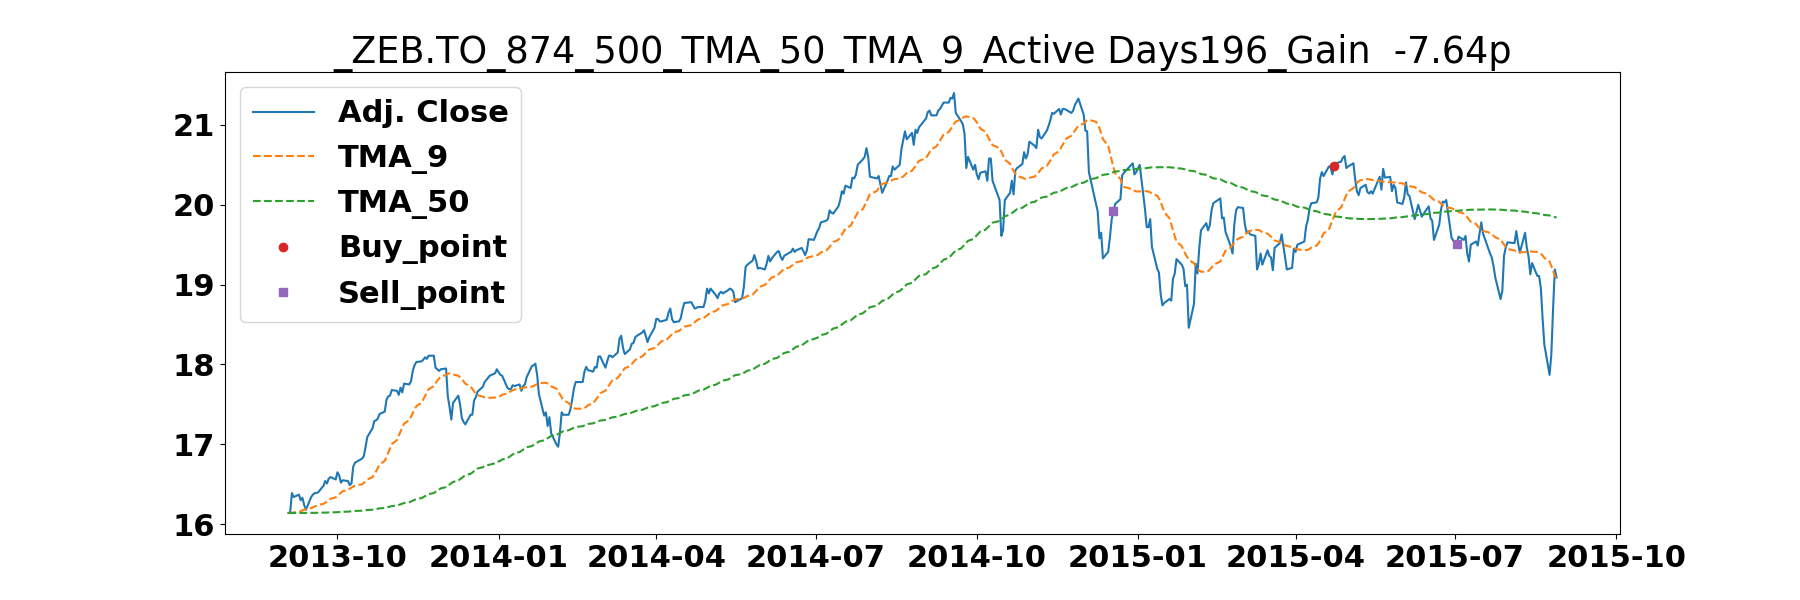 _ZEB.TO_874_500_TMA_50_TMA_9_Active Days196_Gain  -7.64p
Adj. Close
TMA_9
TMA_50
Buy_point
Sell_point
21
20
19
18
17
16
2013-10 2014-01 2014-04 2014-07 2014-10 2015-01 2015-04 2015-07 2015-10